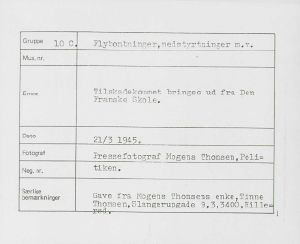 Gruppe 10 C. Flybontninger,nedstyrtninger m.v.
Mus.nr.
Emne Tilskadekommet bringes ud fra Den
Franske Skole.
Dato 21/3 1945.
Fotograf Pressefotograf Mogens Thomsen,Poli=
Neg. nr. tiken.
Særlige Gave fra Mogens Thomsens enke,Tinne
bemærkninger Thomsen,Slangerupgade 9,3,3400,Hille=
rød.